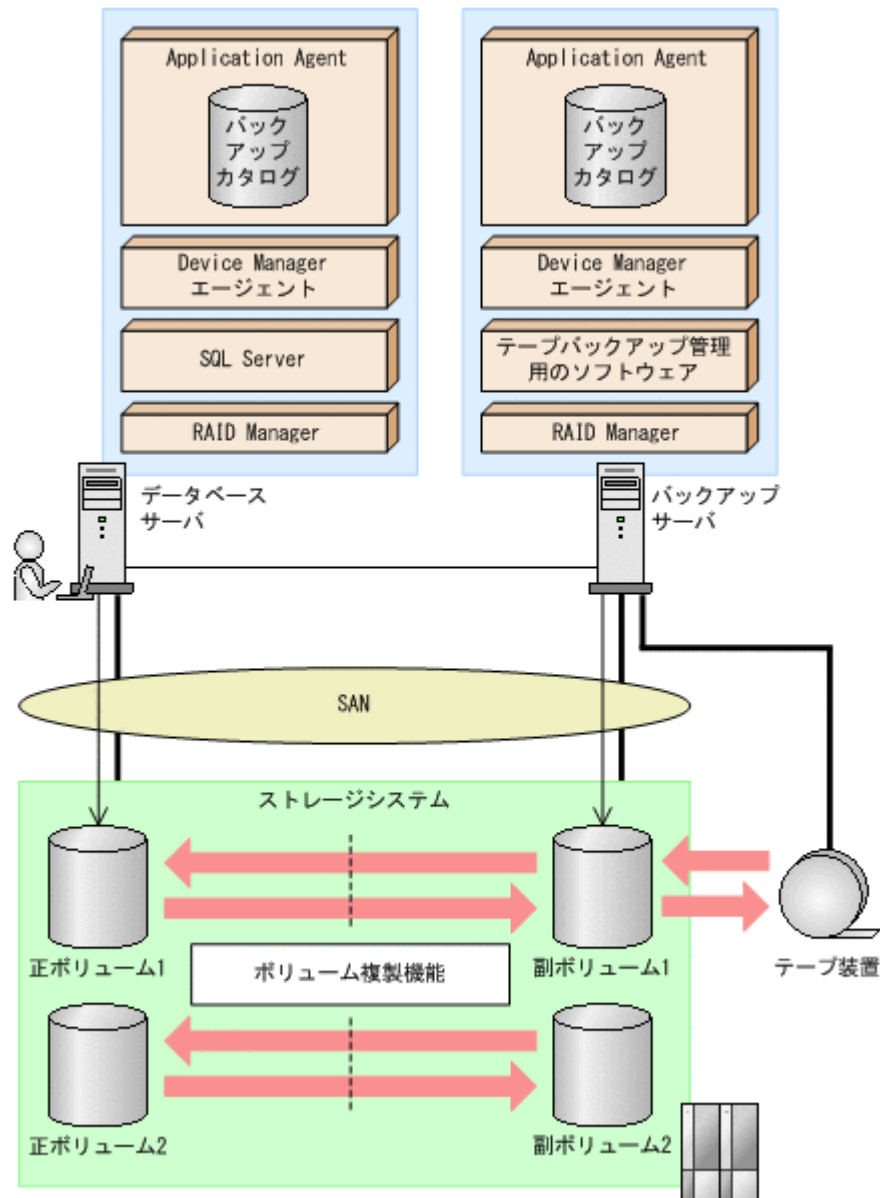 Application Agent
バック
アップ
カタログ
Device Manager
エージェント
SQL Server
RAID Manager
Application Agent
バック
アップ
カタログ
Device Manager
エージェント
テープバックアップ管理
用のソフトウェア
RAID Manager
データベース
サーバ
バックアップ
サーバ
SAN
ストレージシステム
正ボリューム1
副ボリューム1
テープ装置
ボリューム複製機能
正ボリューム2
副ボリューム2